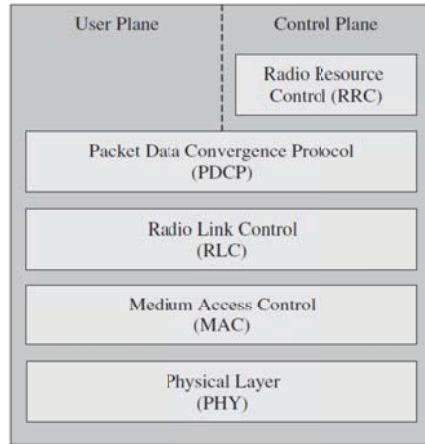 User Plane
Control Plane
Radio Resource
Control (RRC)
Packet Data Convergence Protocol
(PDCP)
Radio Link Control
(RLC)
Medium Access Control
(MAC)
Physical Layer
(PHY)